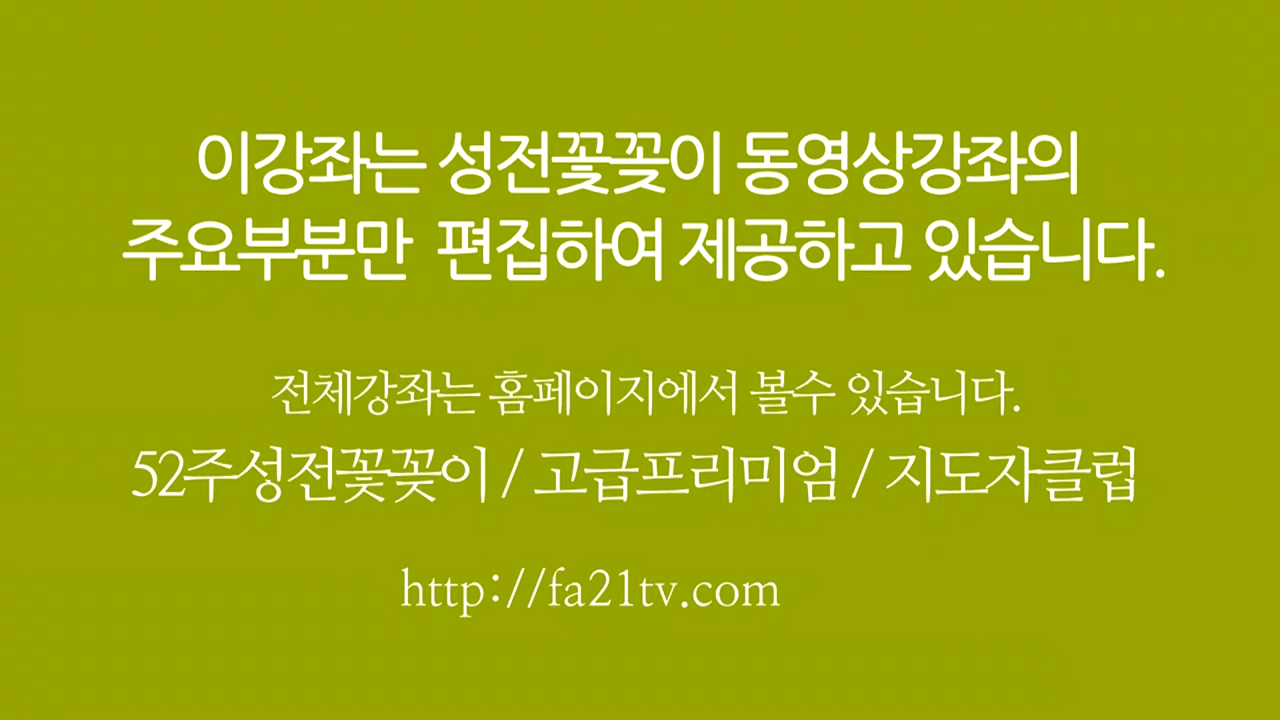 이강좌는 성전꽃꽂이 동영상강좌의
주요부분만 편집하여 제공하고 있습니다.
전체강좌는 홈페이지에서 볼수 있습니다.
52주성전꽃꽂이 / 고급프리미엄 / 지도자클럽
http://fa21tv.com